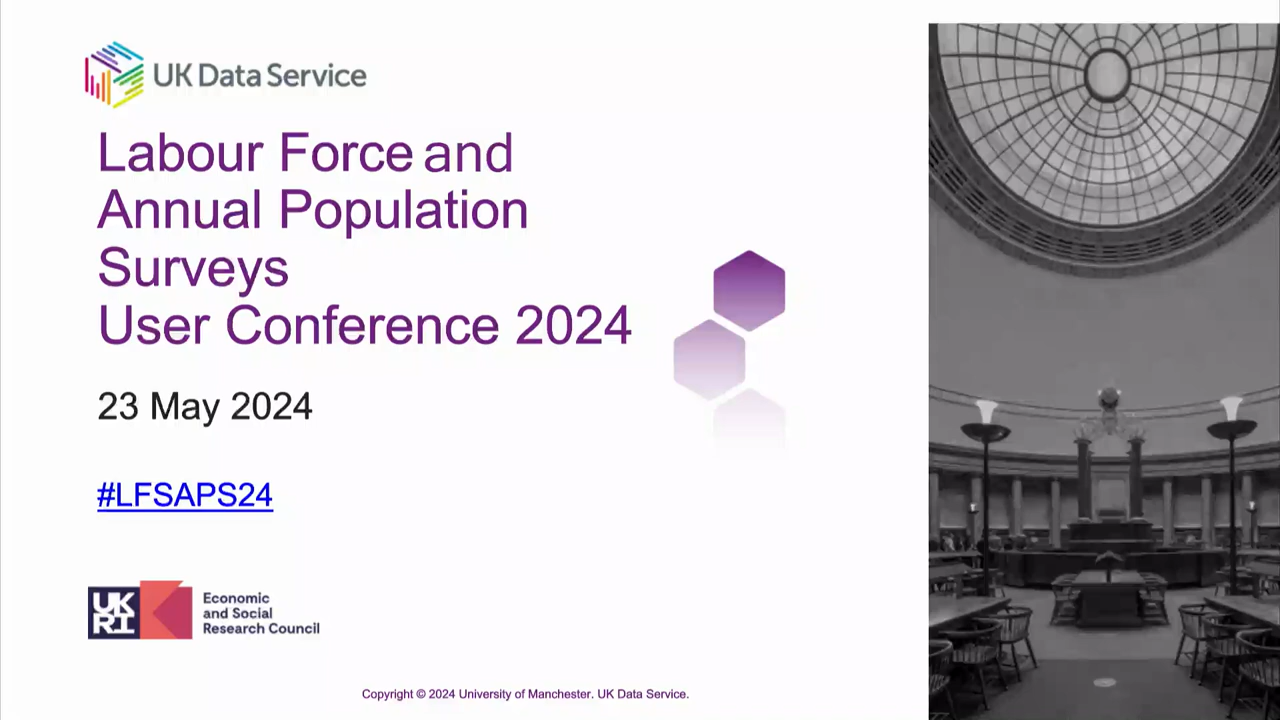 UK Data Service
Labour Force and
Annual Population
Surveys
User Conference 2024
23 May 2024
#LFSAPS24
UK
RI
Economic
and Social
Research Council
Copyright © 2024 University of Manchester. UK Data Service.